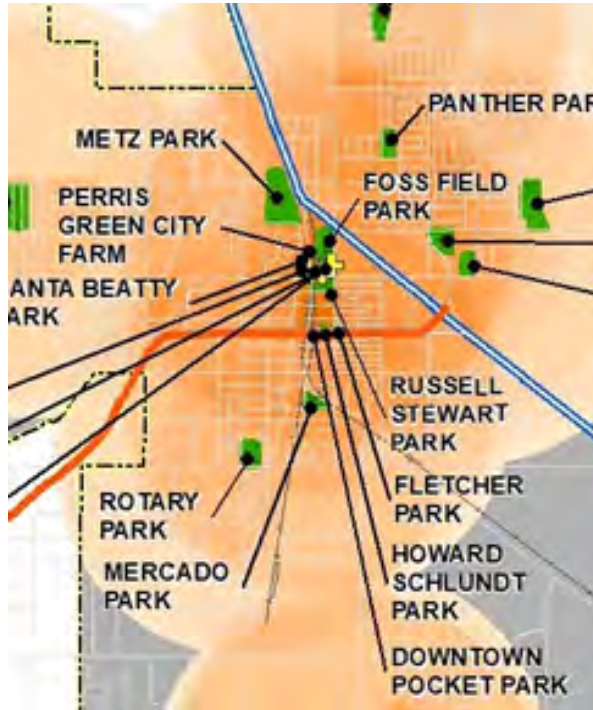 PANTHER PAR
METZ PARK
FOSS FIELD
PARK
PERRIS
GREEN CITY
FARM
ANTA BEATTY
ARK
RUSSELL
STEWART
PARK
ROTARY
PARK
FLETCHER
PARK
MERCADO
PARK
HOWARD
SCHLUNDT
PARK
DOWNTOWN
POCKET PARK